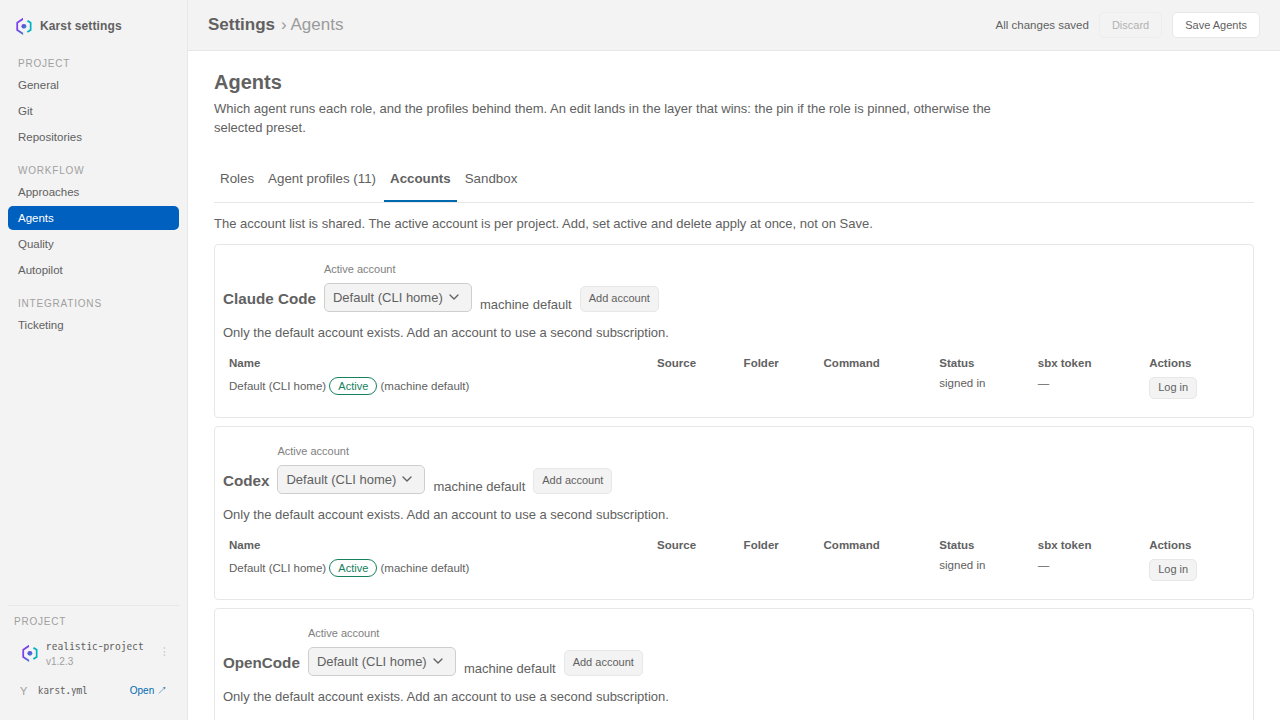 Karst settings
Settings › Agents
All changes saved
Discard
Save Agents
PROJECT
General
Git
Repositories
WORKFLOW
Approaches
Agents
Quality
Autopilot
INTEGRATIONS
Ticketing
PROJECT
realistic-project
v1.2.3
Y karst.yml Open ↗
Agents
Which agent runs each role, and the profiles behind them. An edit lands in the layer that wins: the pin if the role is pinned, otherwise the
selected preset.
Roles Agent profiles (11) Accounts Sandbox
The account list is shared. The active account is per project. Add, set active and delete apply at once, not on Save.
Active account
Claude Code Default (CLI home) machine default Add account
Only the default account exists. Add an account to use a second subscription.
Name Source Folder Command Status sbx token Actions
Default (CLI home) Active (machine default) signed in — Log in
Active account
Codex Default (CLI home) machine default Add account
Only the default account exists. Add an account to use a second subscription.
Name Source Folder Command Status sbx token Actions
Default (CLI home) Active (machine default) signed in — Log in
Active account
OpenCode Default (CLI home) machine default Add account
Only the default account exists. Add an account to use a second subscription.